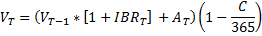 V_T = (V_{T−1} * [1 + IBR_T] + A_T) (1 − C/365)